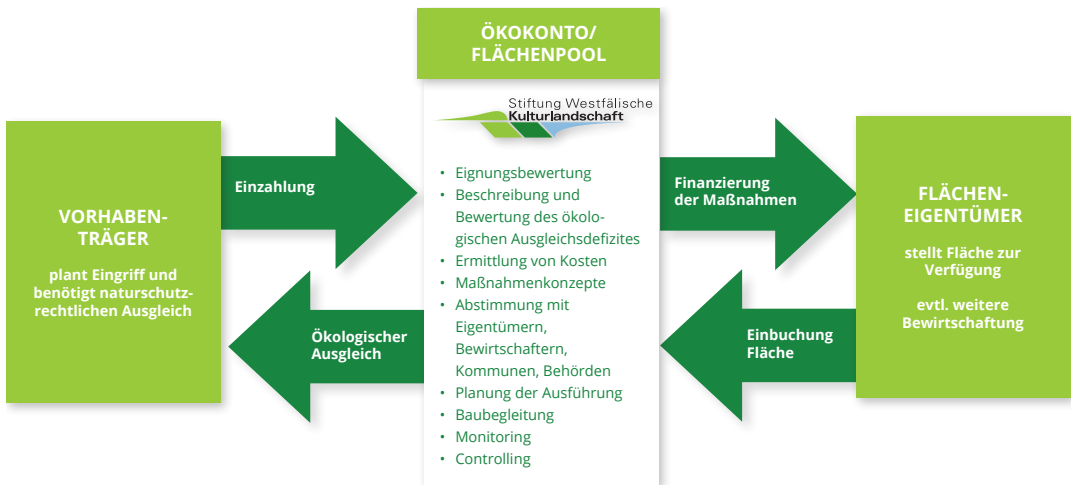 ÖKOKONTO/
FLÄCHENPOOL
Stiftung Westfälische
Kulturlandschaft
VORHABEN-
TRÄGER
plant Eingriff und
benötigt naturschutz-
rechtlichen Ausgleich
Einzahlung
Ökologischer
Ausgleich
• Eignungsbewertung
• Beschreibung und
Bewertung des ökolo-
gischen Ausgleichsdefizites
• Ermittlung von Kosten
• Maßnahmenkonzepte
• Abstimmung mit
Eigentümern,
Bewirtschaftern,
Kommunen, Behörden
• Planung der Ausführung
• Baubegleitung
• Monitoring
• Controlling
Finanzierung
der Maßnahmen
Einbuchung
Fläche
FLÄCHEN-
EIGENTÜMER
stellt Fläche zur
Verfügung
evtl. weitere
Bewirtschaftung